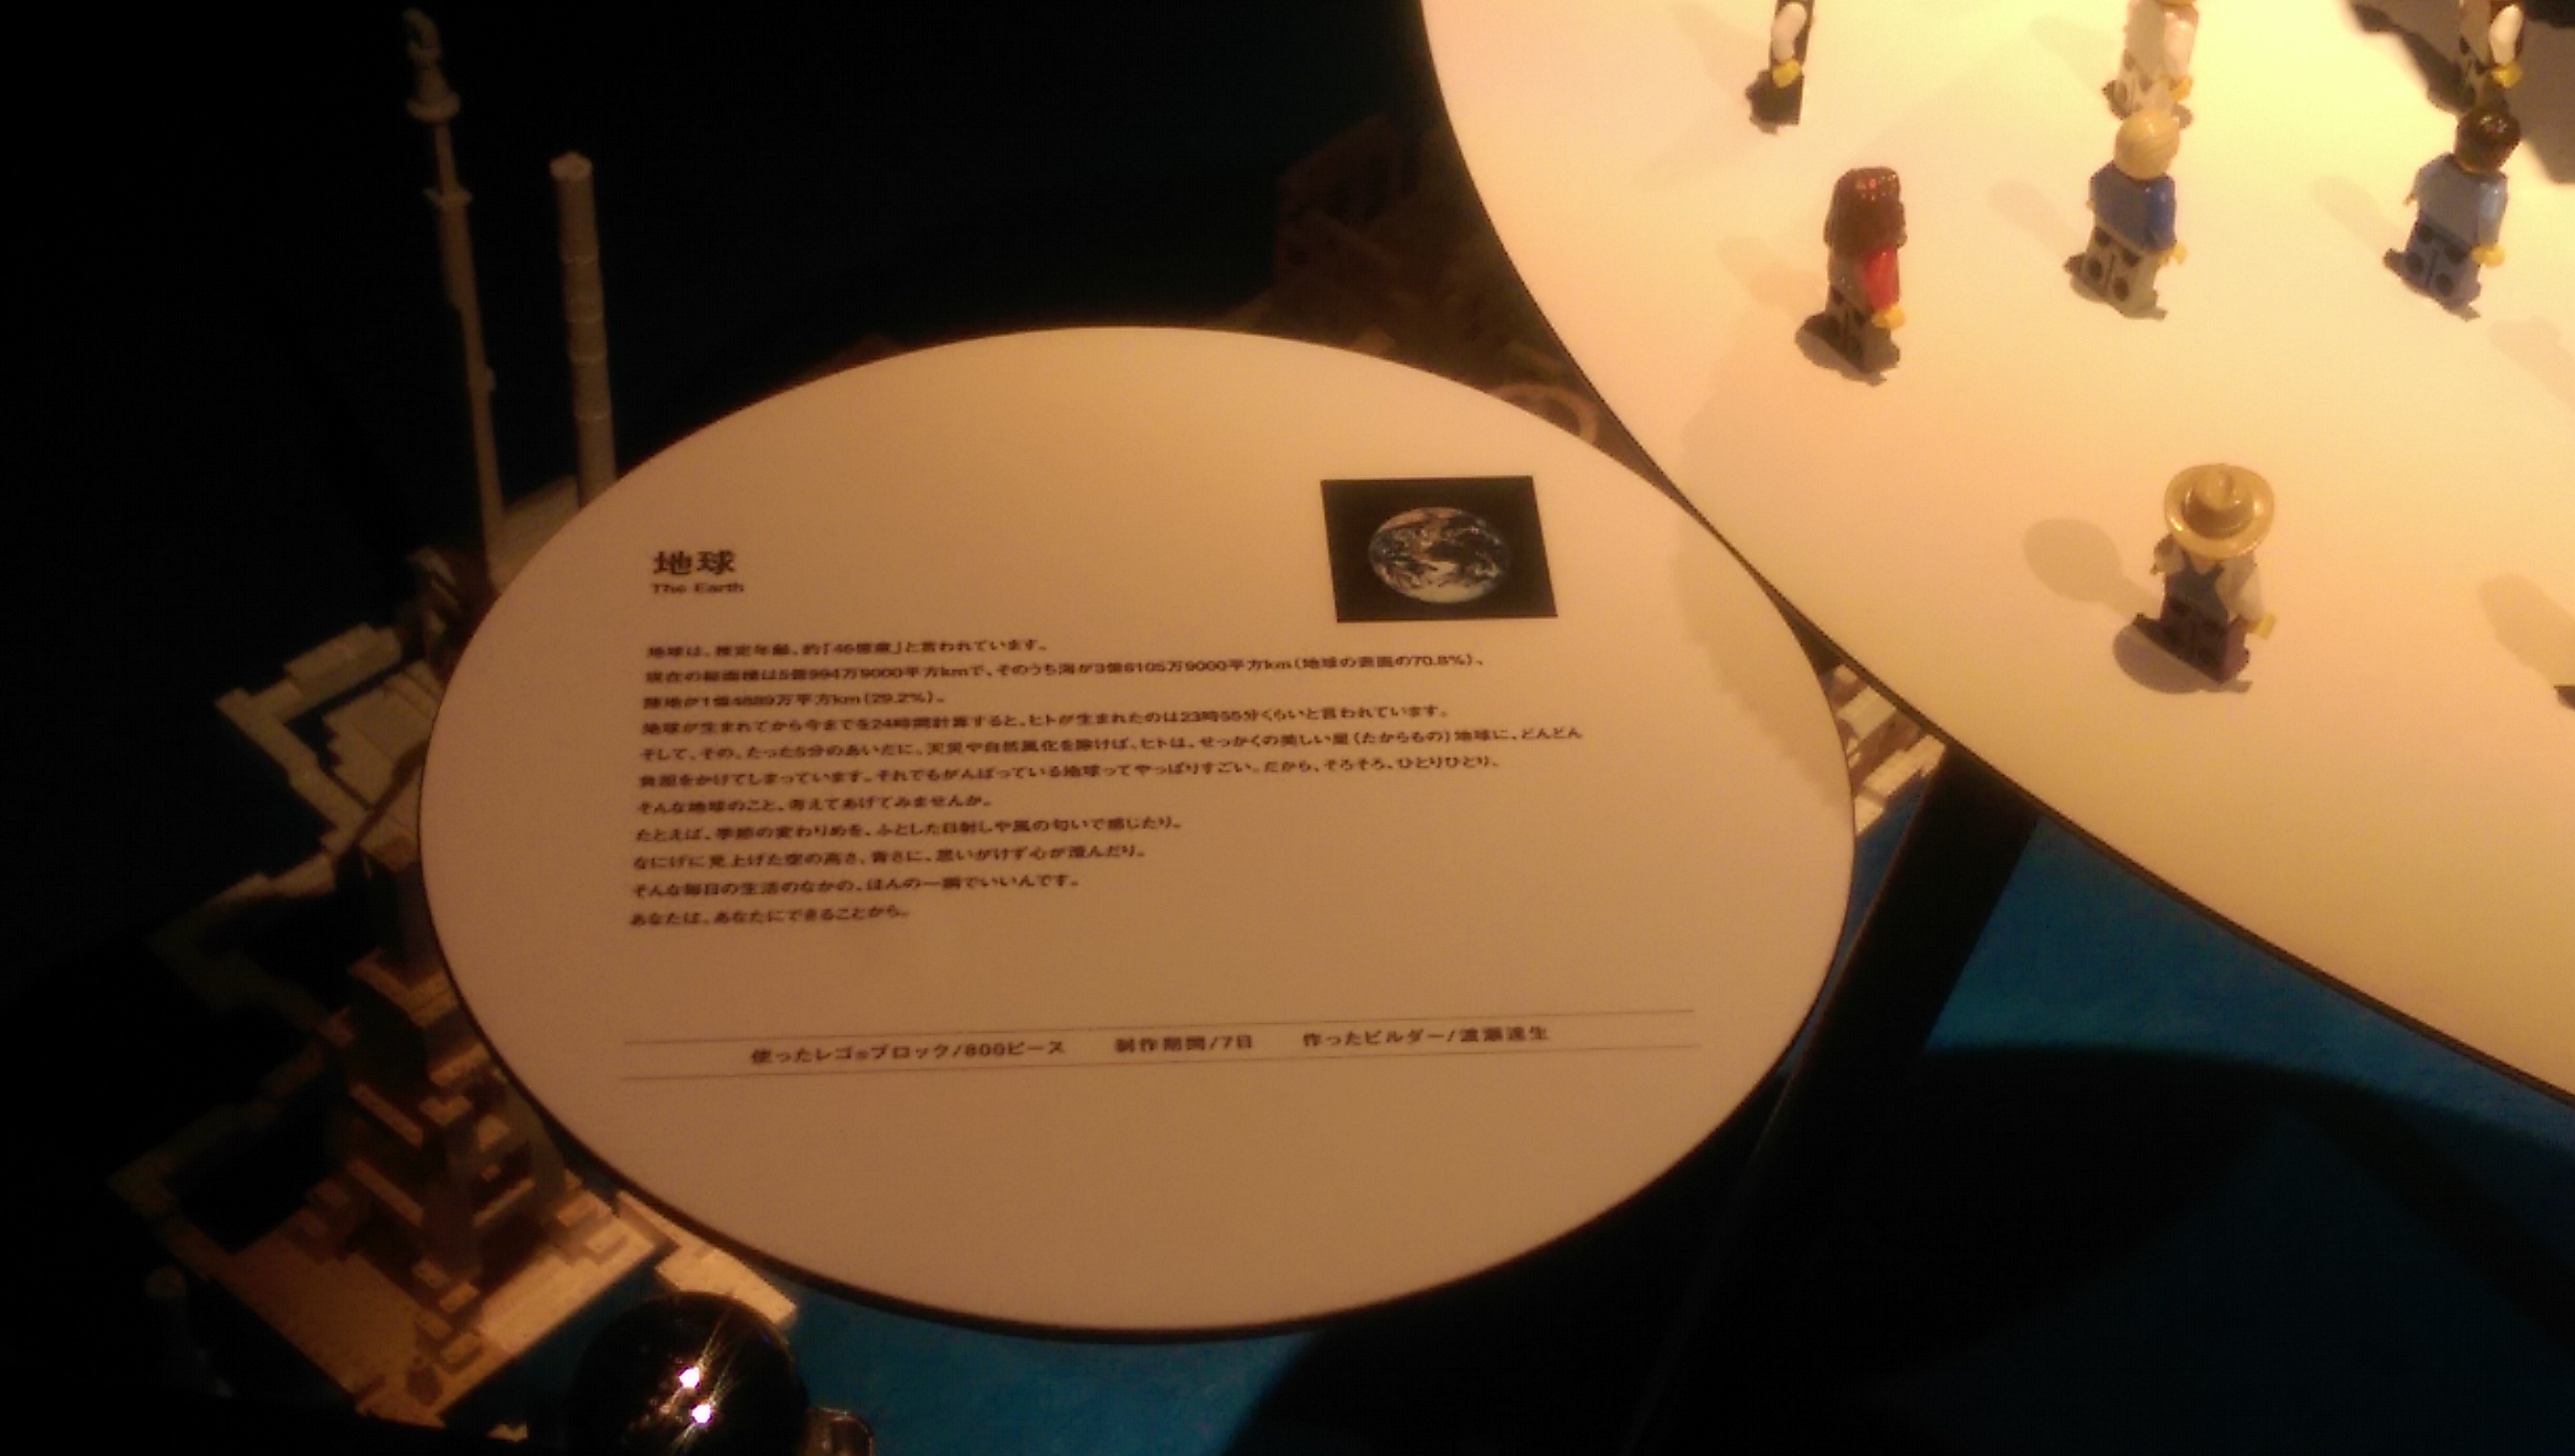 地球
The Earth
地球は、推定年齢、約「46億歳」と言われています。
現在の総面積は5億994万9000平方kmで、そのうち海が3億6105万9000平方km(地球の表面の70.8%)、
陸地が1億4889万平方km(29.2%)。
地球が生まれてから今までを24時間計算すると、ヒトが生まれたのは23時55分くらいと言われています。
そして、その、たった5分のあいだに、天災や自然風化を除けば、ヒトは、せっかくの美しい星(たからもの)地球に、どんどん
負担をかけてしまっています。それでもがんばっている地球ってやっぱりすごい。だから、そろそろ、ひとりひとり、
そんな地球のこと、考えてあげてみませんか。
たとえば、季節の変わりめを、ふとした日射しや風の匂いで感じたり。
なにげに見上げた空の高さ、青さに、思いがけず心が澄んだり。
そんな毎日の生活のなかの、ほんの一瞬でいいんです。
あなたは、あなたにできることから。
使ったレゴ®ブロック/800ピース 制作期間/7日 作ったビルダー/渡瀬達生